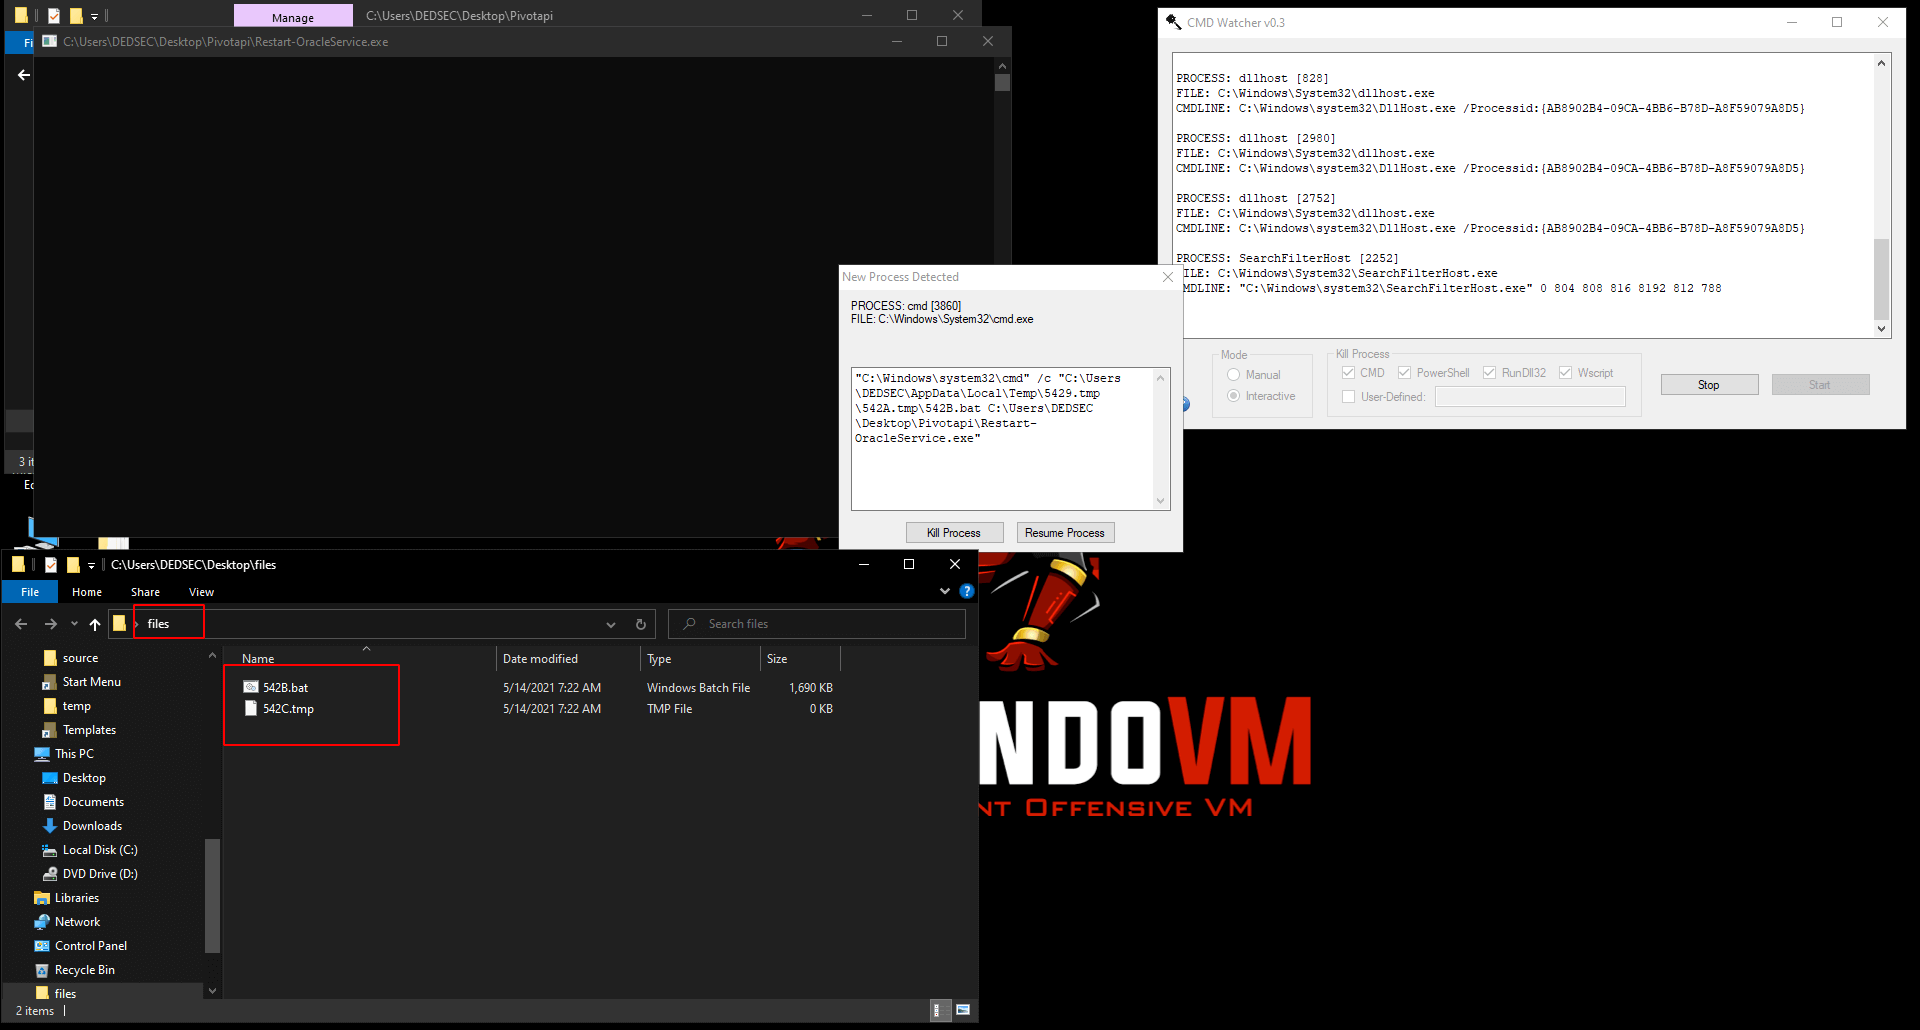 Manage
C:\Users\DEDSEC\Desktop\Pivotapi
Fi
C:\Users\DEDSEC\Desktop\Pivotapi\Restart-OracleService.exe
3 it
Ec
CMD Watcher v0.3
PROCESS: dllhost [828]
FILE: C:\Windows\System32\dllhost.exe
CMDLINE: C:\Windows\system32\DllHost.exe /Processid:{AB8902B4-09CA-4BB6-B78D-A8F59079A8D5}
PROCESS: dllhost [2980]
FILE: C:\Windows\System32\dllhost.exe
CMDLINE: C:\Windows\system32\DllHost.exe /Processid:{AB8902B4-09CA-4BB6-B78D-A8F59079A8D5}
PROCESS: dllhost [2752]
FILE: C:\Windows\System32\dllhost.exe
CMDLINE: C:\Windows\system32\DllHost.exe /Processid:{AB8902B4-09CA-4BB6-B78D-A8F59079A8D5}
PROCESS: SearchFilterHost [2252]
ILE: C:\Windows\System32\SearchFilterHost.exe
MDLINE: "C:\Windows\system32\SearchFilterHost.exe" 0 804 808 816 8192 812 788
Mode
Manual
Interactive
Kill Process
CMD PowerShell RunDll32 Wscript
User-Defined:
Stop
Start
New Process Detected
PROCESS: cmd [3860]
FILE: C:\Windows\System32\cmd.exe
"C:\Windows\system32\cmd" /c "C:\Users
\DEDSEC\AppData\Local\Temp\5429.tmp
\542A.tmp\542B.bat C:\Users\DEDSEC
\Desktop\Pivotapi\Restart-
OracleService.exe"
Kill Process
Resume Process
C:\Users\DEDSEC\Desktop\files
File Home Share View
files
Search files
source
Start Menu
temp
Templates
This PC
Desktop
Documents
Downloads
Local Disk (C:)
DVD Drive (D:)
Libraries
Network
Control Panel
Recycle Bin
files
Name Date modified Type Size
542B.bat 5/14/2021 7:22 AM Windows Batch File 1,690 KB
542C.tmp 5/14/2021 7:22 AM TMP File 0 KB
2 items
NDOVM
NT OFFENSIVE VM